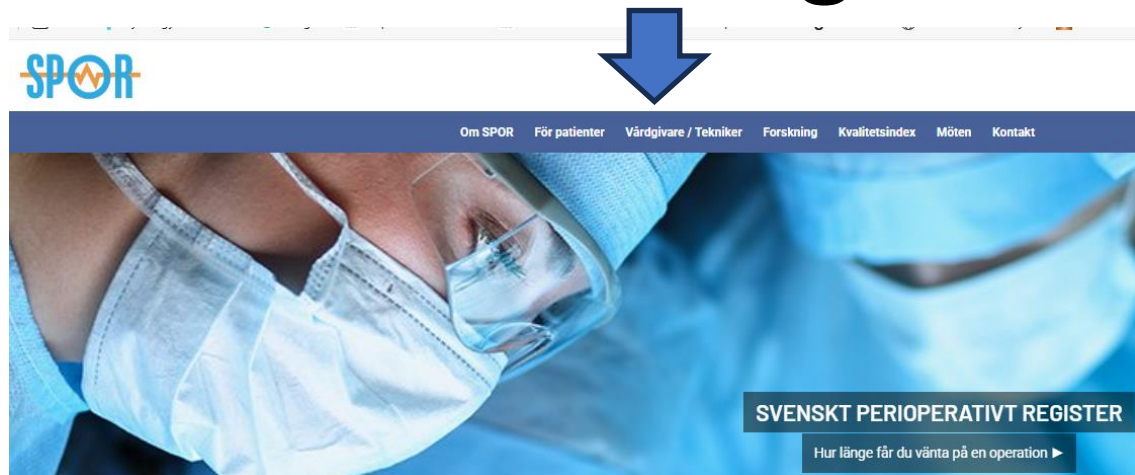 SPOR
Om SPOR För patienter Vårdgivare / Tekniker Forskning Kvalitetsindex Möten Kontakt
SVENSKT PERIOPERATIVT REGISTER
Hur länge får du vänta på en operation ►